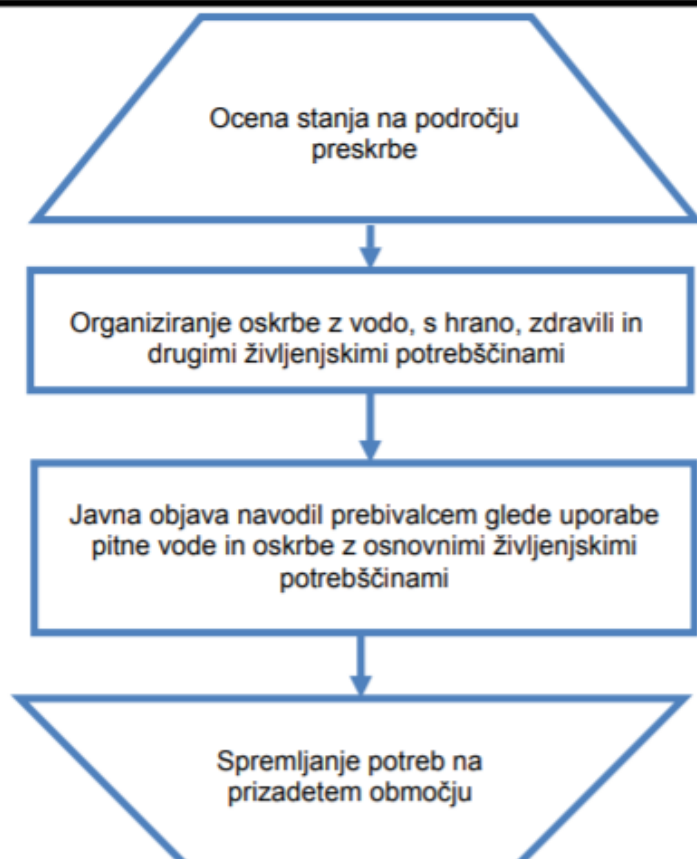 Ocena stanja na področju
preskrbe
Organiziranje oskrbe z vodo, s hrano, zdravili in
drugimi življenjskimi potrebščinami
Javna objava navodil prebivalcem glede uporabe
pitne vode in oskrbe z osnovnimi življenjskimi
potrebščinami
Spremljanje potreb na
prizadetem območju